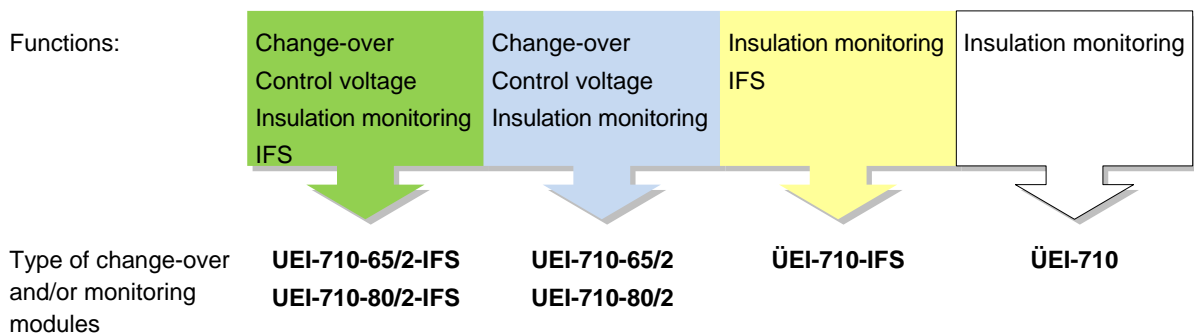 Functions:
Change-over
Control voltage
Insulation monitoring
IFS
Change-over
Control voltage
Insulation monitoring
Insulation monitoring
IFS
Insulation monitoring
Type of change-over
and/or monitoring
modules
UEI-710-65/2-IFS
UEI-710-80/2-IFS
UEI-710-65/2
UEI-710-80/2
ÜEI-710-IFS
ÜEI-710